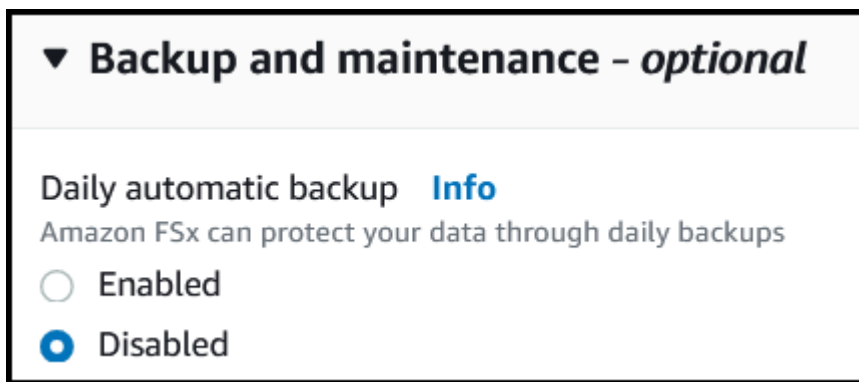 Backup and maintenance - optional
Daily automatic backup Info
Amazon FSx can protect your data through daily backups
Enabled
Disabled